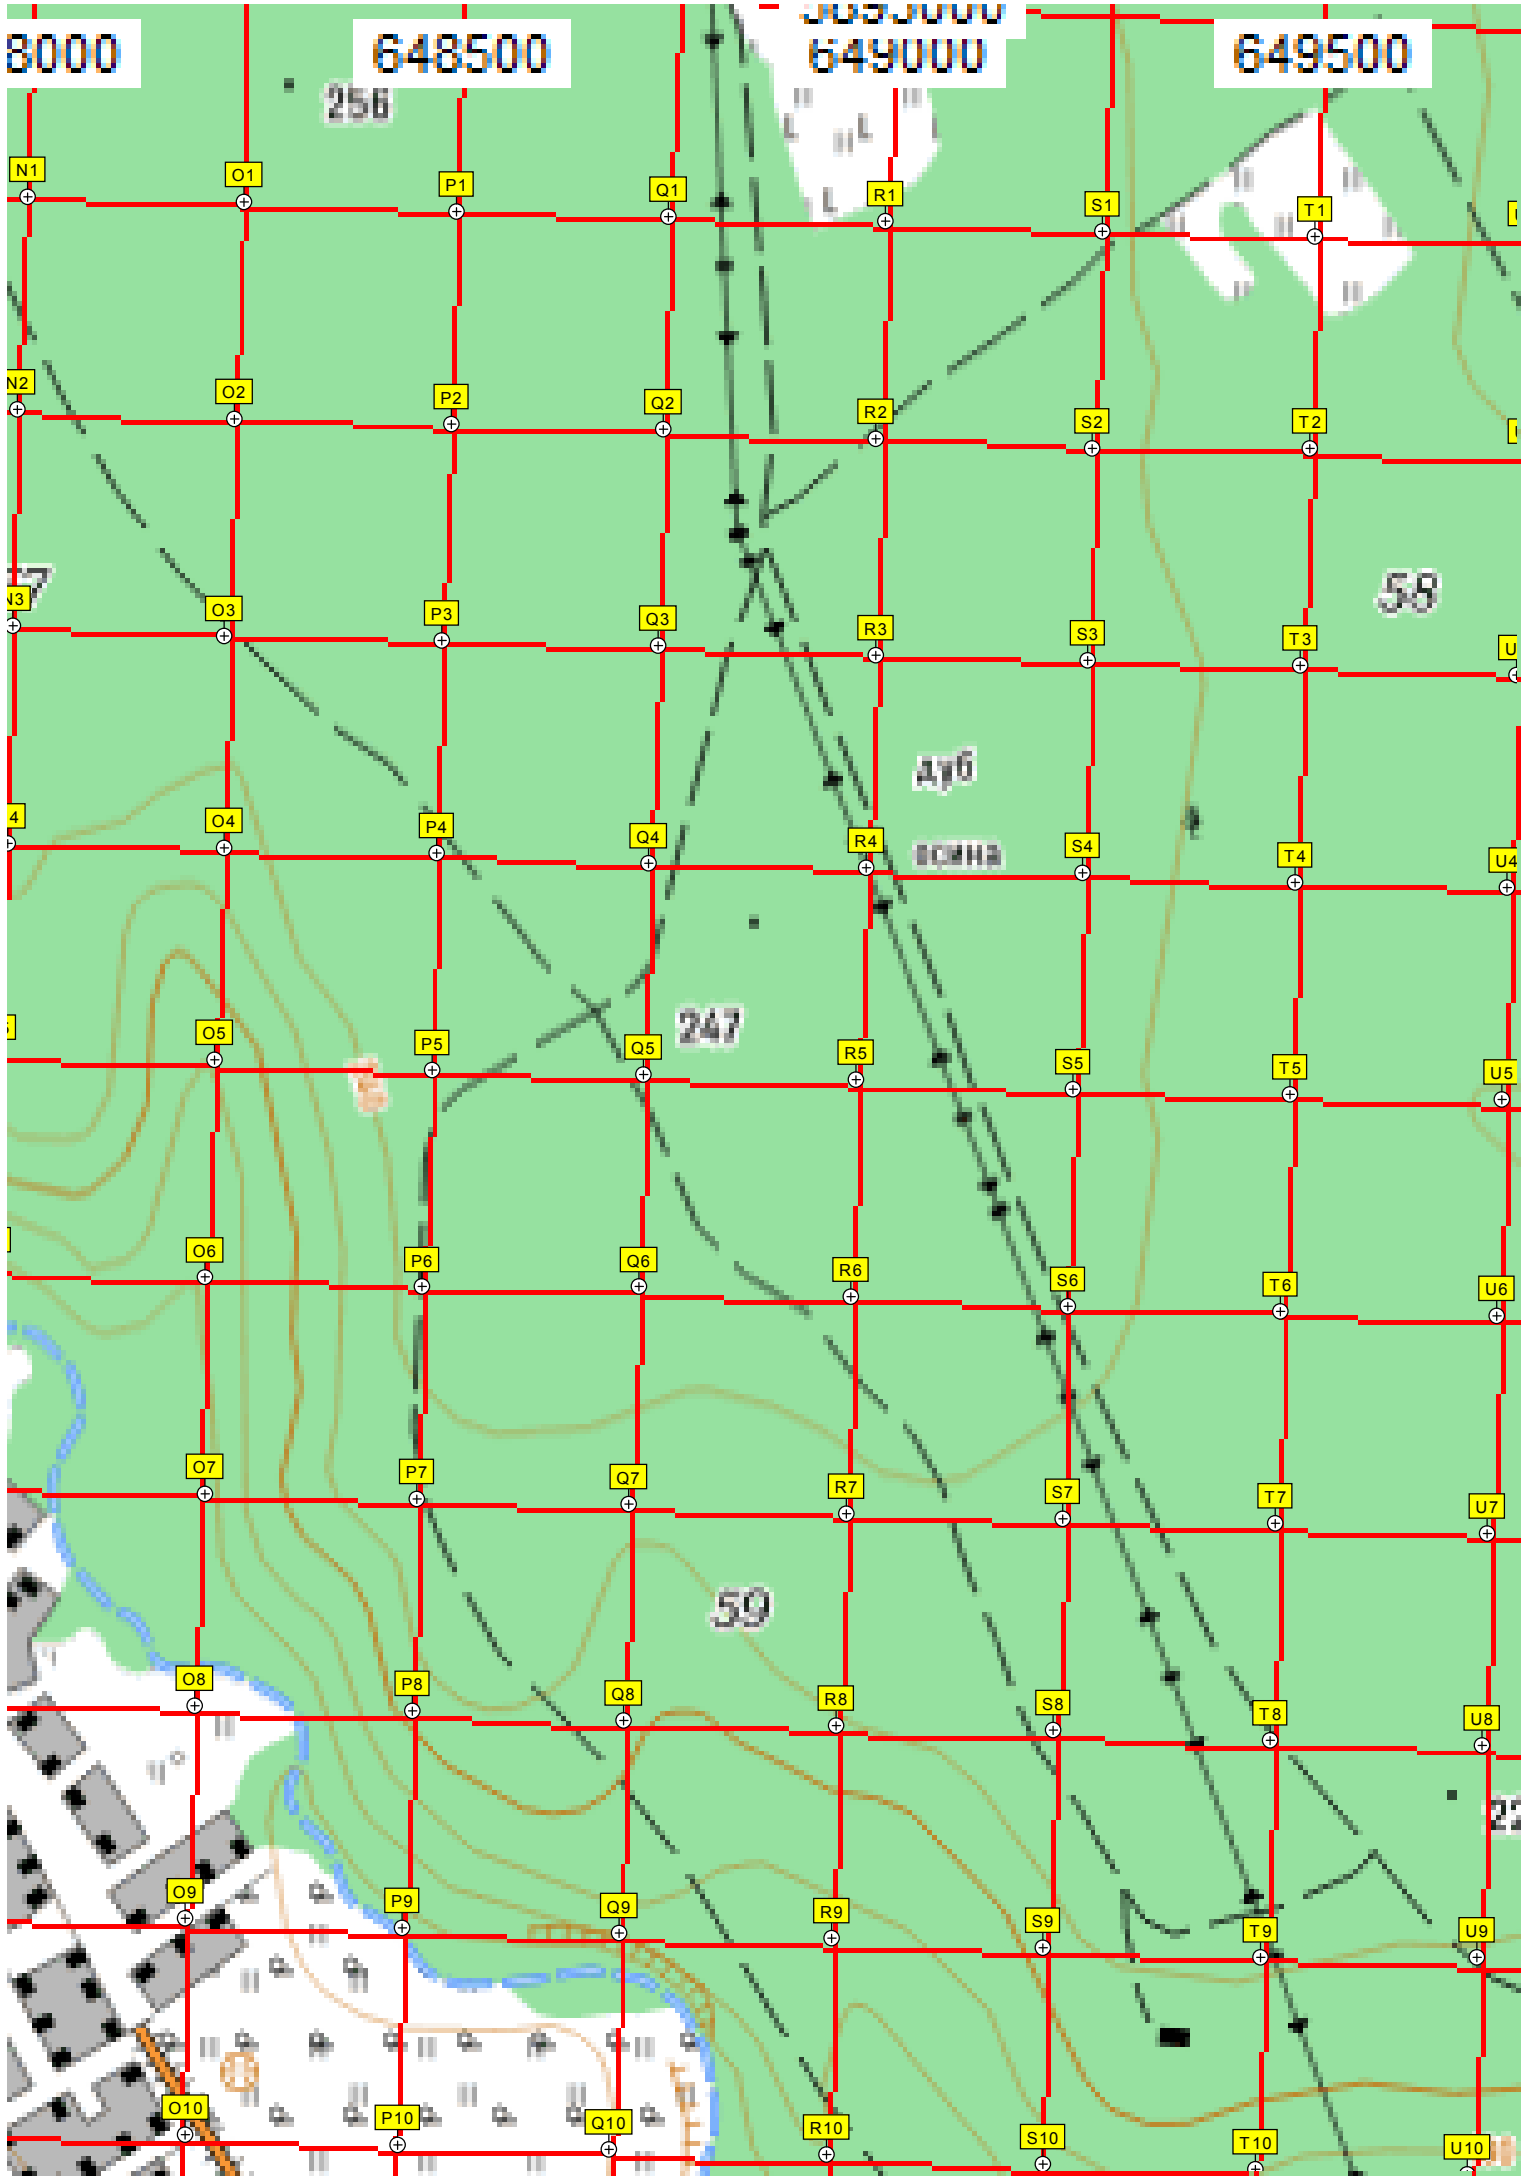 5895000
8000 648500 649000 649500
256
N1 O1 P1 Q1 R1 S1 T1
N2 O2 P2 Q2 R2 S2 T2
58
N3 O3 P3 Q3 R3 S3 T3 U
дуб
4 O4 P4 Q4 R4 S4 T4 U4
осина
247
5 O5 P5 Q5 R5 S5 T5 U5
O6 P6 Q6 R6 S6 T6 U6
O7 P7 Q7 R7 S7 T7 U7
59
O8 P8 Q8 R8 S8 T8 U8
22
O9 P9 Q9 R9 S9 T9 U9
O10 P10 Q10 R10 S10 T10 U10